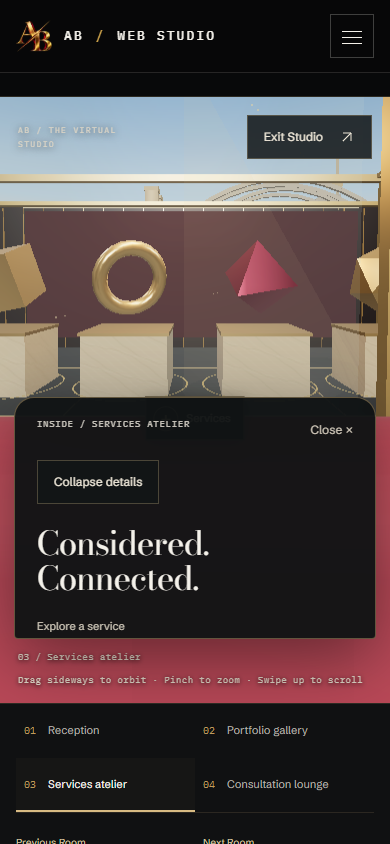 AB
AB / WEB STUDIO
AB / THE VIRTUAL
STUDIO
Exit Studio
INSIDE / SERVICES ATELIER
Close ×
Collapse details
Considered.
Connected.
Explore a service
03 / Services atelier
Drag sideways to orbit · Pinch to zoom · Swipe up to scroll
01 Reception
02 Portfolio gallery
03 Services atelier
04 Consultation lounge
Previous Room
Next Room